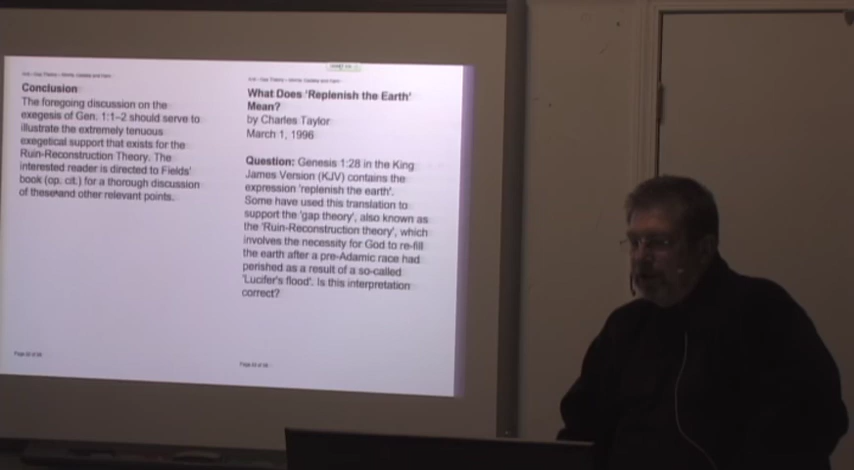 Conclusion
The foregoing discussion on the
exegesis of Gen. 1:1–2 should serve to
illustrate the extremely tenuous
exegetical support that exists for the
Ruin-Reconstruction Theory. The
interested reader is directed to Fields'
book (op. cit.) for a thorough discussion
of these and other relevant points.
What Does 'Replenish the Earth'
Mean?
by Charles Taylor
March 1, 1996
Question: Genesis 1:28 in the King
James Version (KJV) contains the
expression 'replenish the earth'.
Some have used this translation to
support the 'gap theory', also known as
the 'Ruin-Reconstruction theory', which
involves the necessity for God to re-fill
the earth after a pre-Adamic race had
perished as a result of a so-called
'Lucifer's flood'. Is this interpretation
correct?